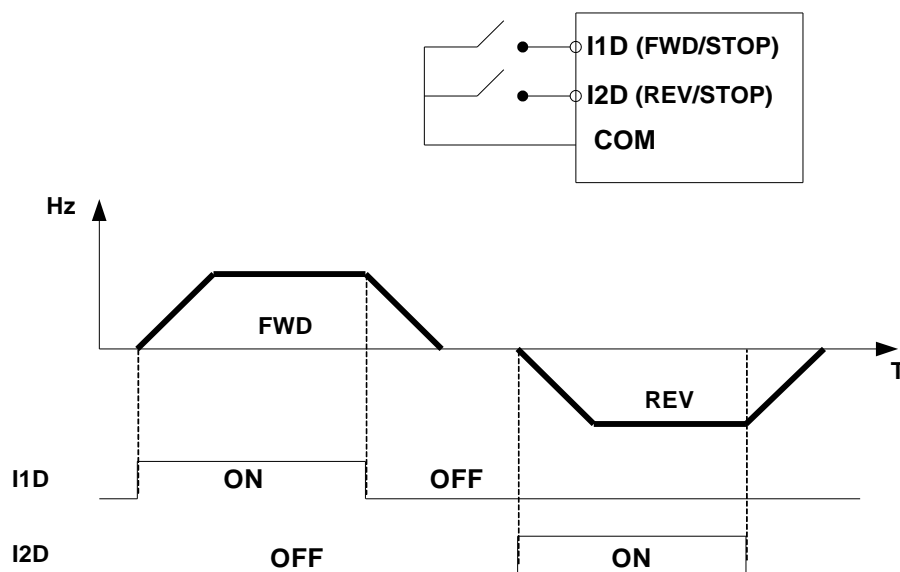 I1D (FWD/STOP)
I2D (REV/STOP)
COM
Hz
FWD
T
REV
I1D ON OFF
I2D OFF ON